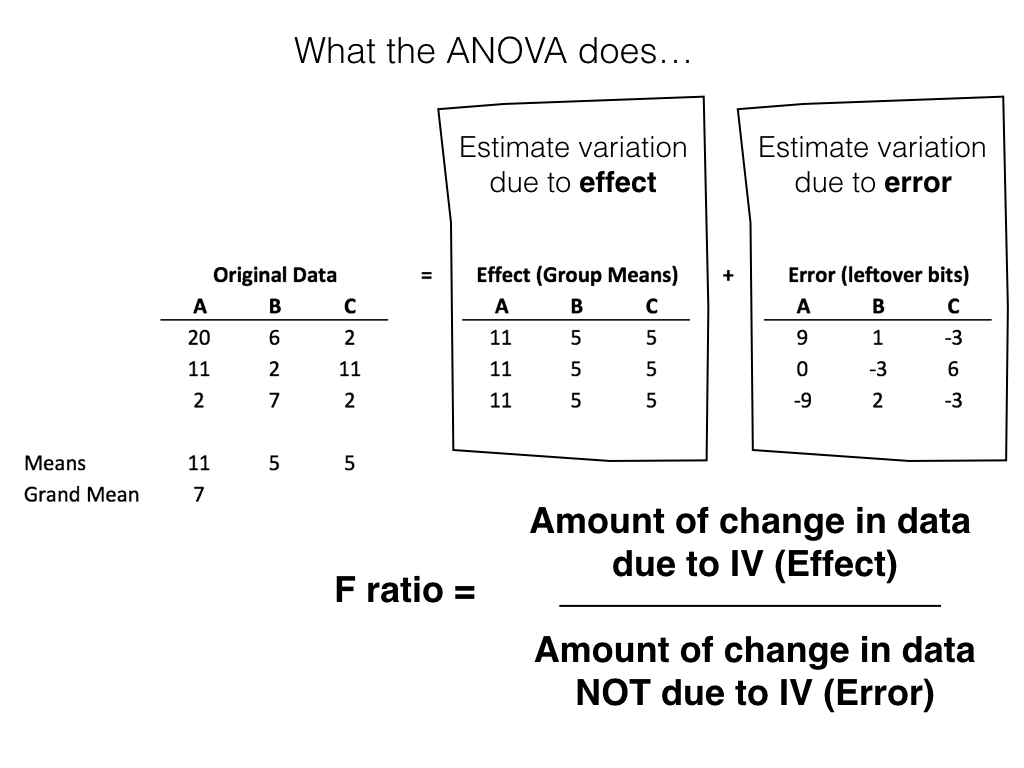 What the ANOVA does…
Estimate variation
due to effect
Estimate variation
due to error
Original Data = Effect (Group Means) + Error (leftover bits)
A B C A B C A B C
20 6 2 11 5 5 9 1 -3
11 2 11 11 5 5 0 -3 6
2 7 2 11 5 5 -9 2 -3
Means 11 5 5
Grand Mean 7
F ratio =
Amount of change in data
due to IV (Effect)
Amount of change in data
NOT due to IV (Error)